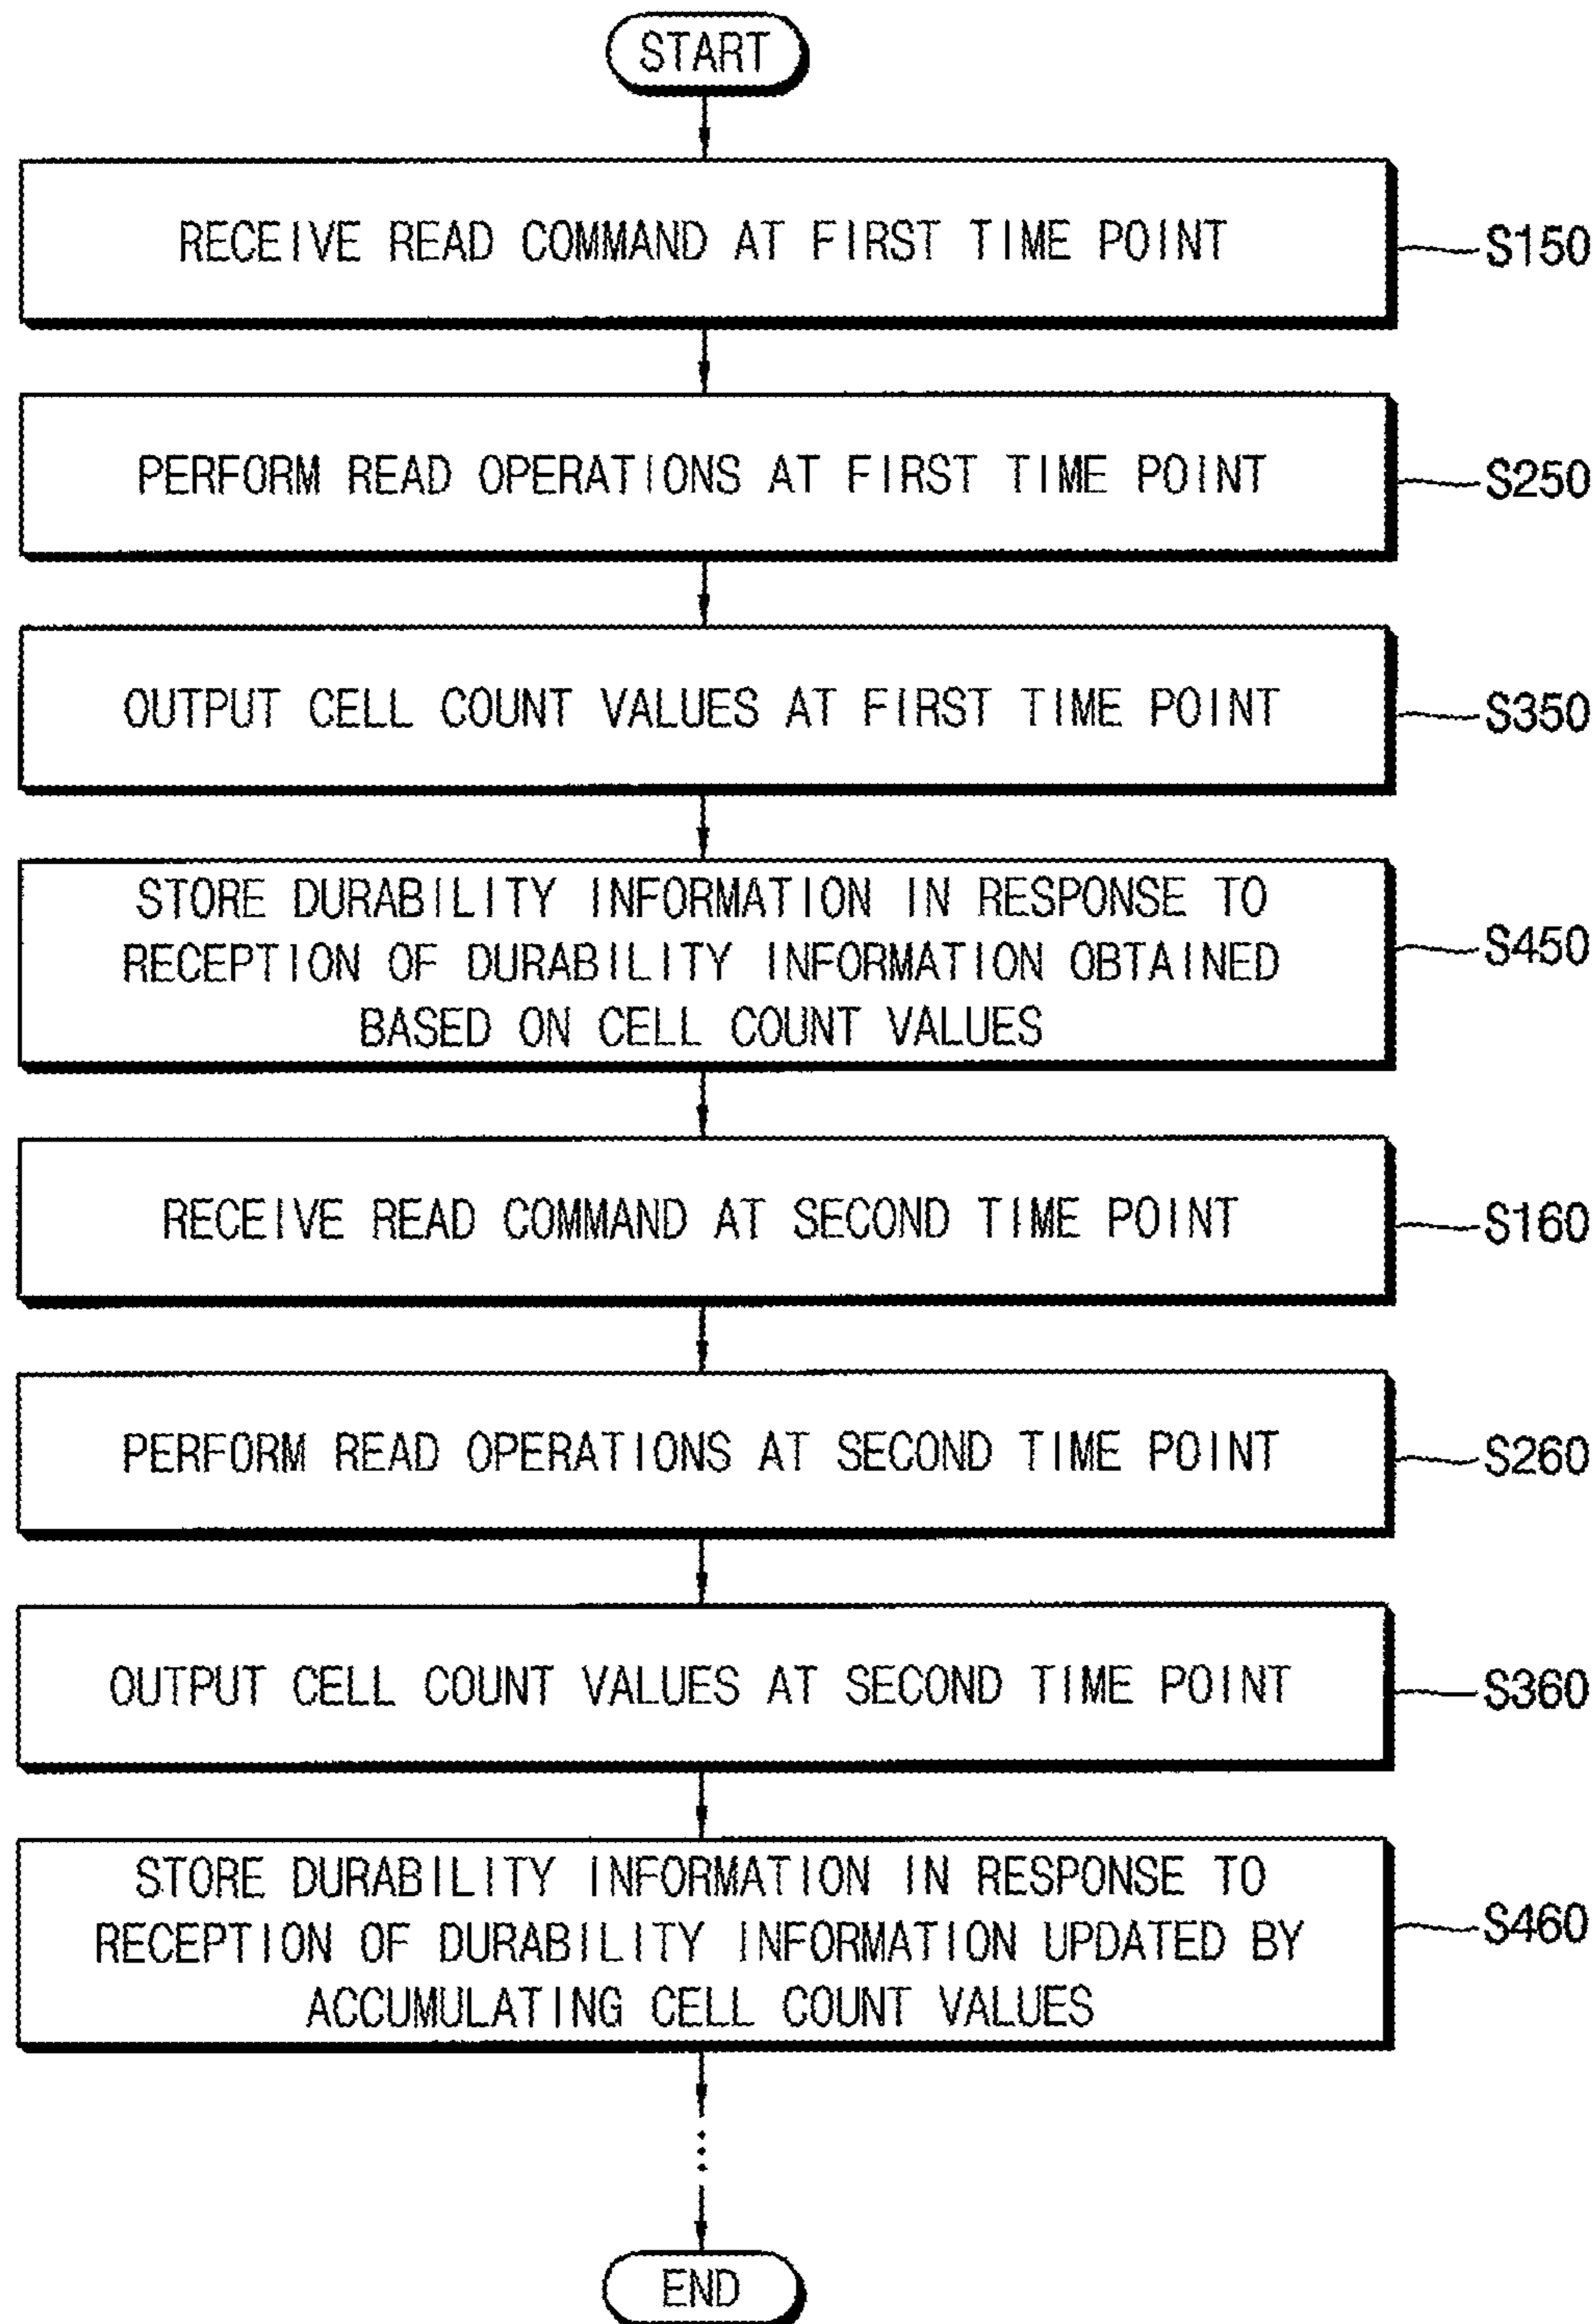 START
RECEIVE READ COMMAND AT FIRST TIME POINT
S150
PERFORM READ OPERATIONS AT FIRST TIME POINT
S250
OUTPUT CELL COUNT VALUES AT FIRST TIME POINT
S350
STORE DURABILITY INFORMATION IN RESPONSE TO
RECEPTION OF DURABILITY INFORMATION OBTAINED
BASED ON CELL COUNT VALUES
S450
RECEIVE READ COMMAND AT SECOND TIME POINT
S160
PERFORM READ OPERATIONS AT SECOND TIME POINT
S260
OUTPUT CELL COUNT VALUES AT SECOND TIME POINT
S360
STORE DURABILITY INFORMATION IN RESPONSE TO
RECEPTION OF DURABILITY INFORMATION UPDATED BY
ACCUMULATING CELL COUNT VALUES
S460
END